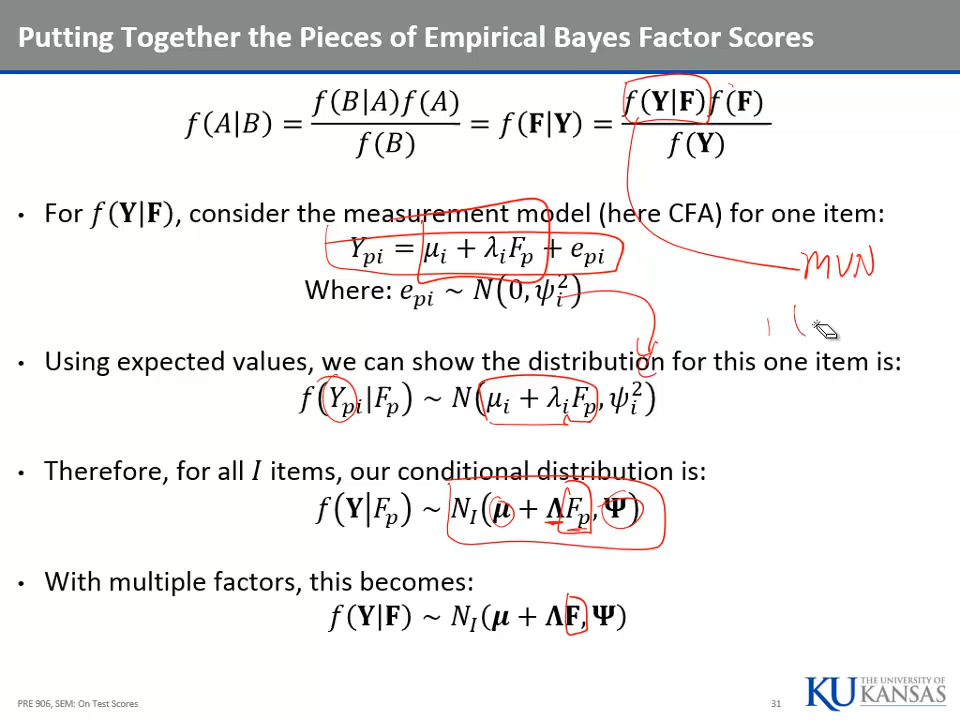 Putting Together the Pieces of Empirical Bayes Factor Scores
f(A|B) = f(B|A)f(A) / f(B) = f(𝐅|𝐘) = f(𝐘|𝐅)f(𝐅) / f(𝐘)
• For f(𝐘|𝐅), consider the measurement model (here CFA) for one item:
Y_pi = μ_i + λ_i F_p + e_pi
MVN
Where: e_pi ~ N(0, ψ_i^2)
• Using expected values, we can show the distribution for this one item is:
f(Y_pi|F_p) ~ N(μ_i + λ_i F_p, ψ_i^2)
• Therefore, for all I items, our conditional distribution is:
f(𝐘|F_p) ~ N_I(𝝁 + 𝚲F_p, 𝚿)
• With multiple factors, this becomes:
f(𝐘|𝐅) ~ N_I(𝝁 + 𝚲𝐅, 𝚿)
PRE 906, SEM: On Test Scores
31
KU THE UNIVERSITY OF
KANSAS